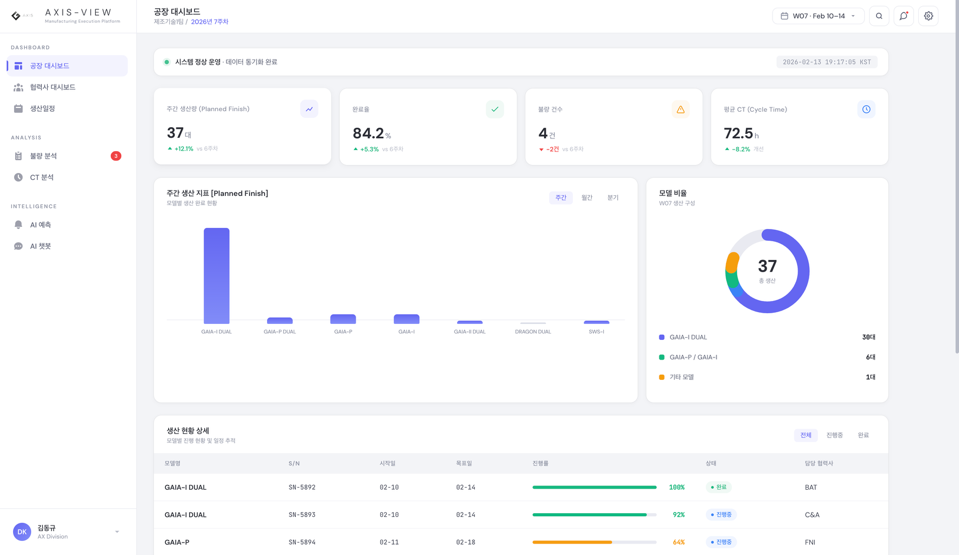 AXIS-VIEW
Manufacturing Execution Platform
DASHBOARD
공장 대시보드
협력사 대시보드
생산일정
ANALYSIS
불량 분석
3
CT 분석
INTELLIGENCE
AI 예측
AI 챗봇
DK
김동규
AX Division
공장 대시보드
제조기술1팀 / 2026년 7주차
W07 · Feb 10–14
시스템 정상 운영 · 데이터 동기화 완료
2026-02-13 19:17:05 KST
주간 생산량 (Planned Finish)
37 대
+12.1% vs 6주차
완료율
84.2 %
+5.3% vs 6주차
불량 건수
4 건
-2건 vs 6주차
평균 CT (Cycle Time)
72.5 h
-8.2% 개선
주간 생산 지표 [Planned Finish]
모델별 생산 완료 현황
주간 월간 분기
GAIA-I DUAL GAIA-P DUAL GAIA-P GAIA-I GAIA-II DUAL DRAGON DUAL SWS-I
모델 비율
W07 생산 구성
37
총 생산
GAIA-I DUAL 30대
GAIA-P / GAIA-I 6대
기타 모델 1대
생산 현황 상세
모델별 진행 현황 및 일정 추적
전체 진행중 완료
모델명 S/N 시작일 목표일 진행률 상태 담당 협력사
GAIA-I DUAL SN-5892 02-10 02-14 100% 완료 BAT
GAIA-I DUAL SN-5893 02-10 02-14 92% 진행중 C&A
GAIA-P SN-5894 02-11 02-18 64% 진행중 FNI